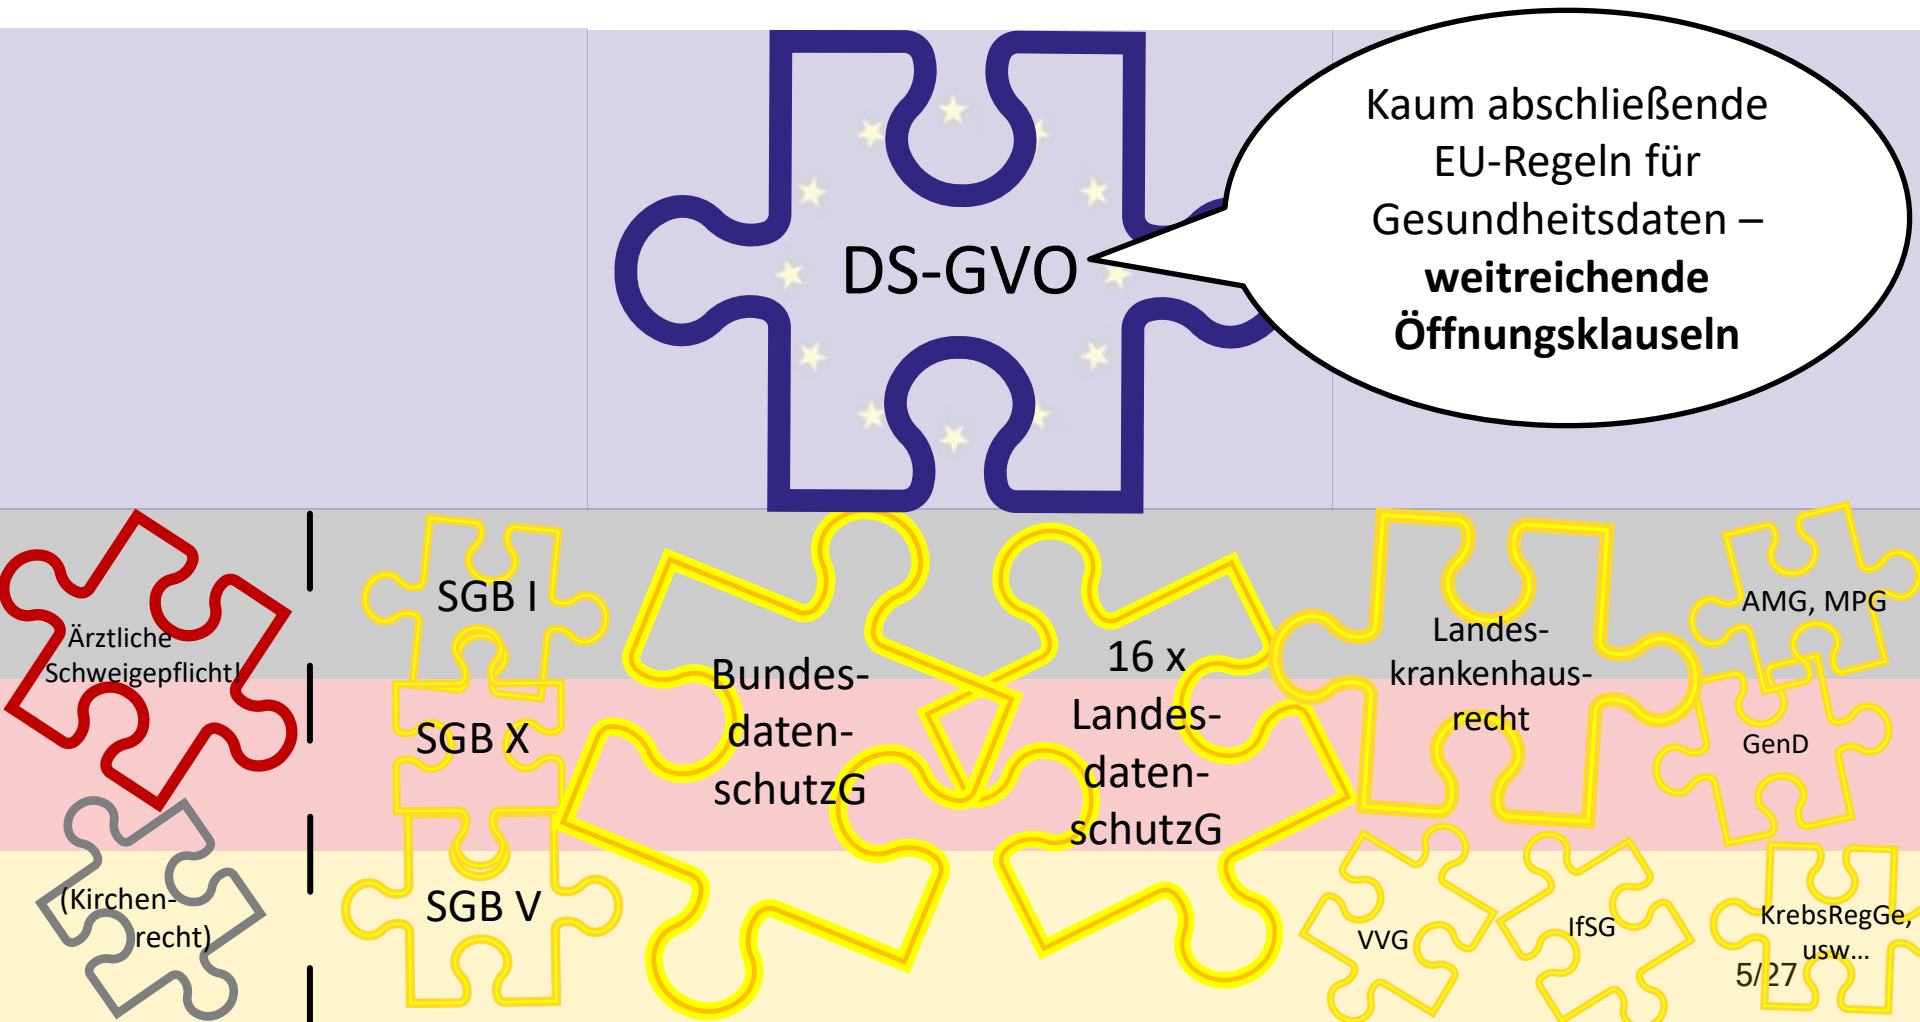 DS-GVO
Kaum abschließende
EU-Regeln für
Gesundheitsdaten –
weitreichende
Öffnungsklauseln
Ärztliche
Schweigepflicht!
(Kirchen-
recht)
SGB I
SGB X
SGB V
Bundes-
daten-
schutzG
16 x
Landes-
daten-
schutzG
Landes-
krankenhaus-
recht
AMG, MPG
GenD
VVG
IfSG
KrebsRegGe,
usw...
5/27